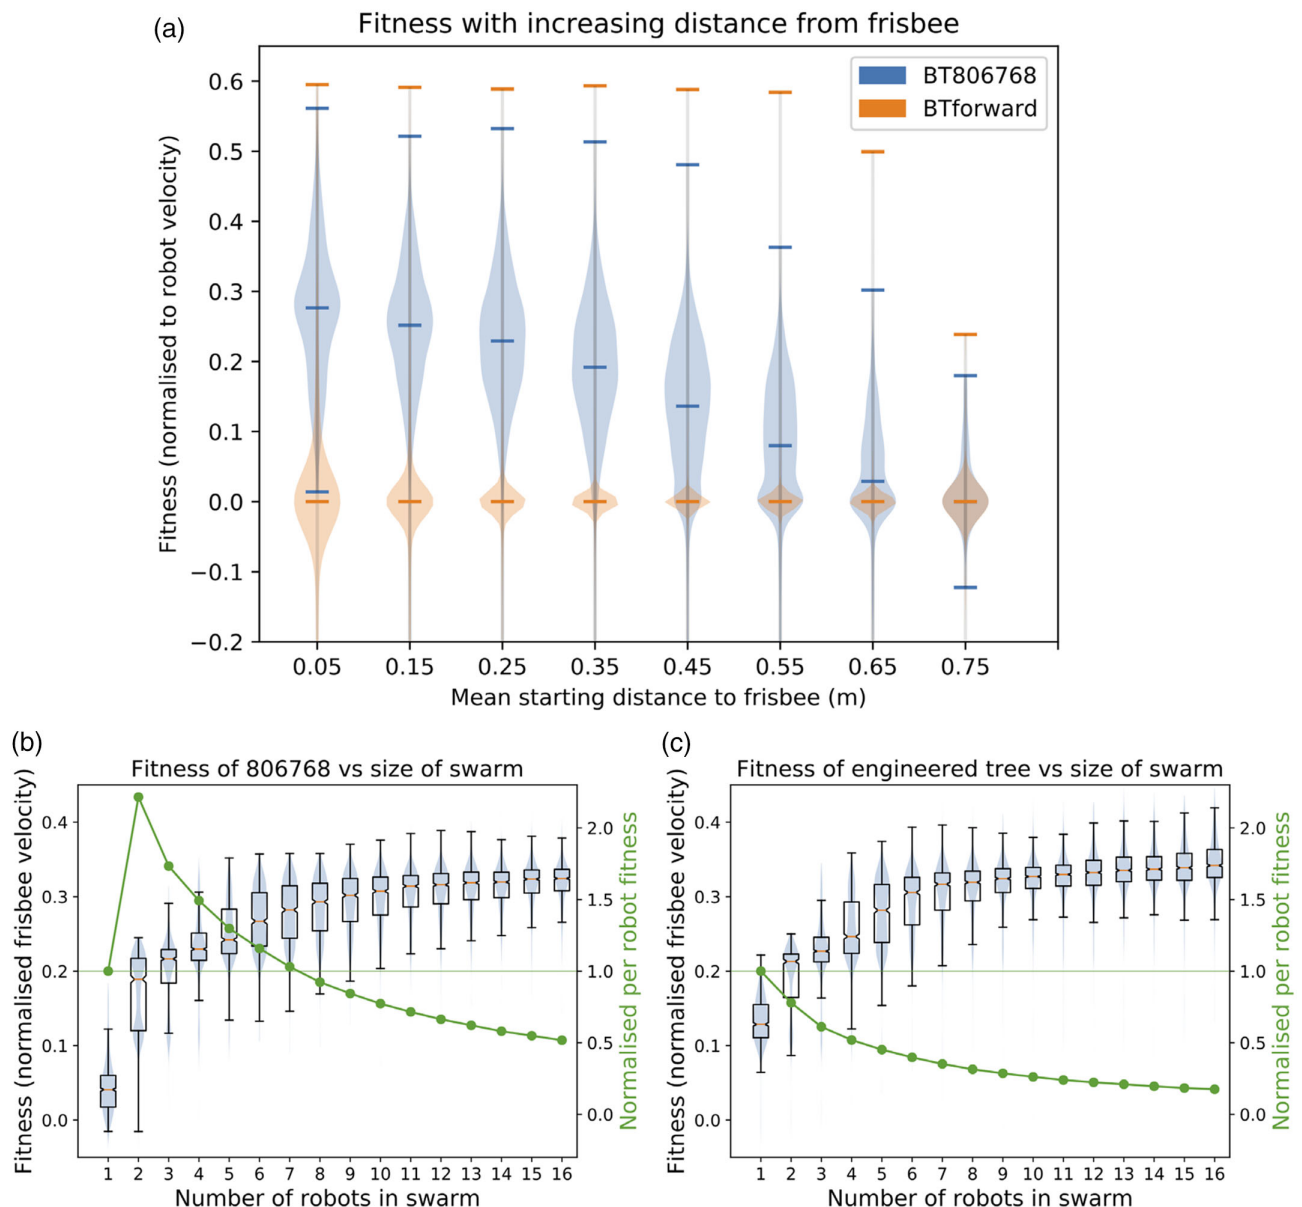 (a)
Fitness with increasing distance from frisbee
BT806768
BTforward
Fitness (normalised to robot velocity)
0.6
0.5
0.4
0.3
0.2
0.1
0.0
−0.1
−0.2
0.05 0.15 0.25 0.35 0.45 0.55 0.65 0.75
Mean starting distance to frisbee (m)
(b)
Fitness of 806768 vs size of swarm
Fitness (normalised frisbee velocity)
0.4
0.3
0.2
0.1
0.0
2.0
1.5
1.0
0.5
0.0
Normalised per robot fitness
1 2 3 4 5 6 7 8 9 10 11 12 13 14 15 16
Number of robots in swarm
(c)
Fitness of engineered tree vs size of swarm
Fitness (normalised frisbee velocity)
0.4
0.3
0.2
0.1
0.0
2.0
1.5
1.0
0.5
0.0
Normalised per robot fitness
1 2 3 4 5 6 7 8 9 10 11 12 13 14 15 16
Number of robots in swarm